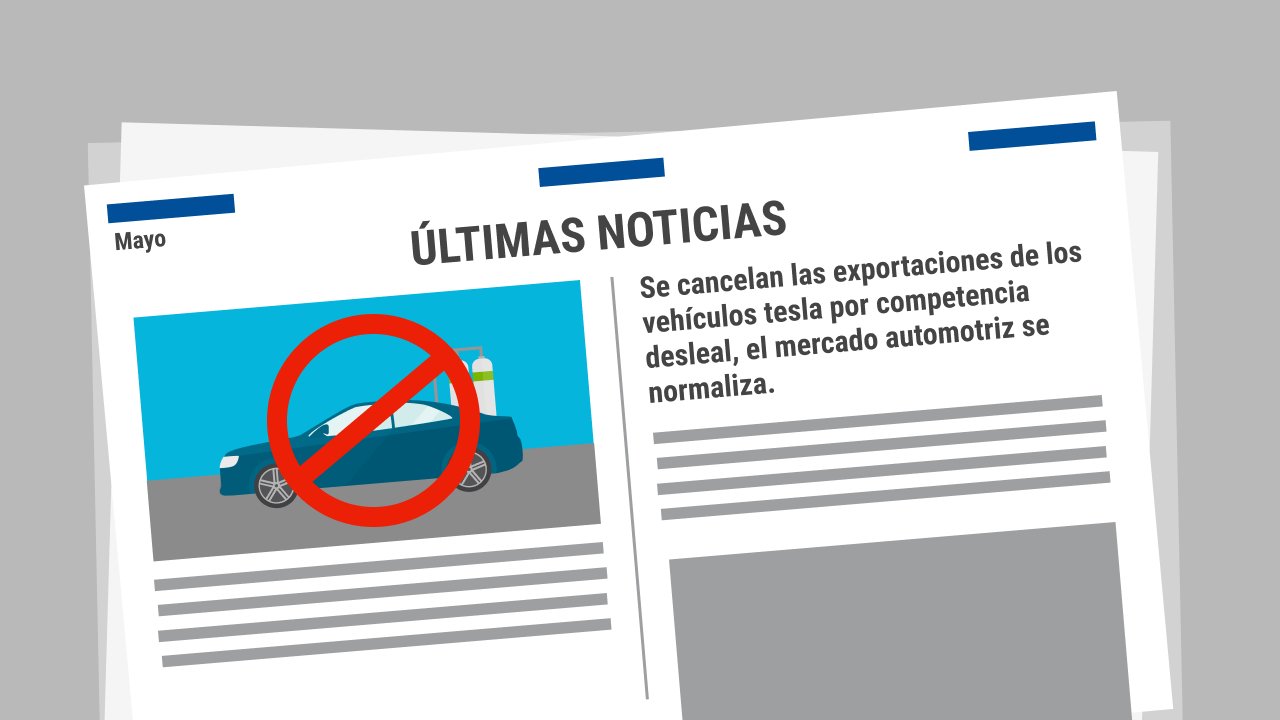 Mayo
ÚLTIMAS NOTICIAS
Se cancelan las exportaciones de los
vehículos tesla por competencia
desleal, el mercado automotriz se
normaliza.